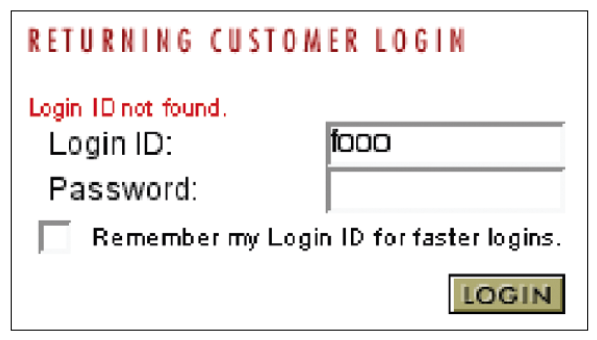 RETURNING CUSTOMER LOGIN
Login ID not found.
Login ID: fooo
Password:
Remember my Login ID for faster logins.
LOGIN